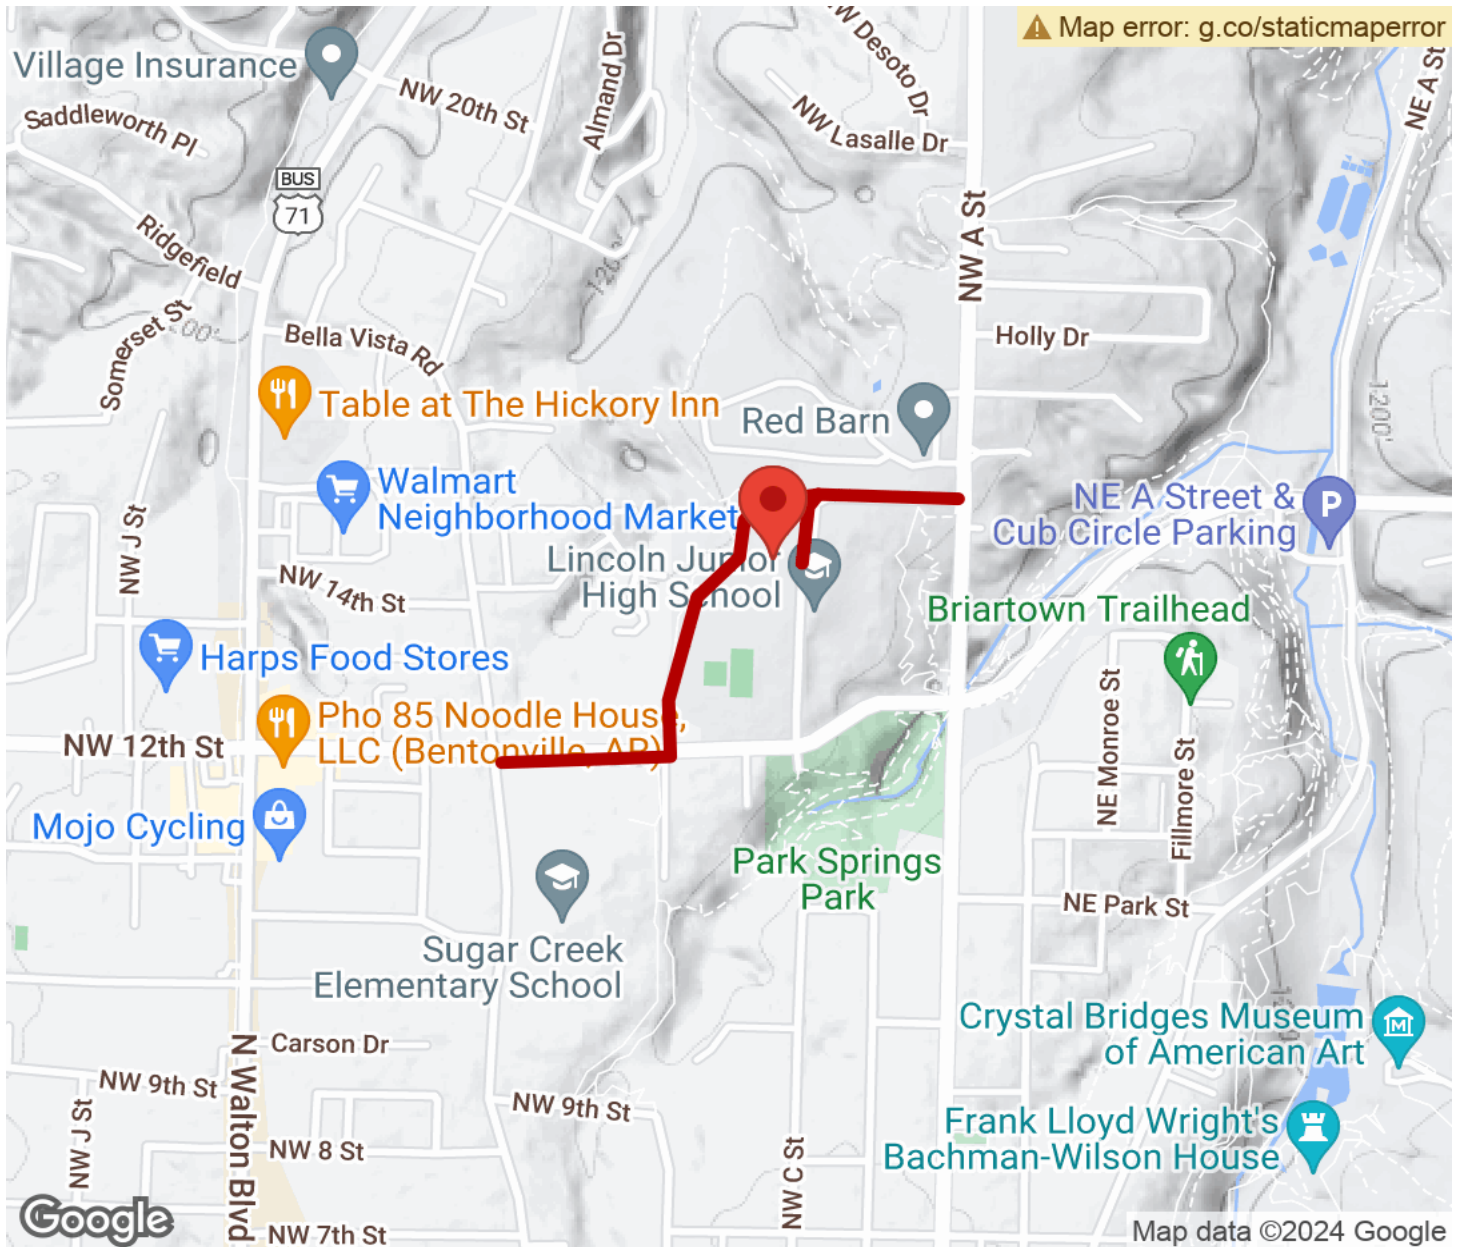 Map error: g.co/staticmaperror
Village Insurance
NW 20th St
Almand Dr
NW Desoto Dr
NW Lasalle Dr
NE A St
Saddleworth Pl
BUS
71
Ridgefield
NW A St
Somerset St
200'
1200'
Holly Dr
Bella Vista Rd
1200'
Table at The Hickory Inn
Red Barn
Walmart
Neighborhood Market
NE A Street &
Cub Circle Parking
NW J St
Lincoln Junior
High School
NW 14th St
Briartown Trailhead
Harps Food Stores
NE Monroe St
Pho 85 Noodle House,
LLC (Bentonville, AR)
NW 12th St
Fillmore St
Mojo Cycling
Park Springs
Park
NE Park St
Sugar Creek
Elementary School
Crystal Bridges Museum
of American Art
N Walton Blvd
Carson Dr
NW 9th St
NW J St
NW 9th St
Frank Lloyd Wright's
Bachman-Wilson House
NW 8 St
NW C St
Google
NW 7th St
Map data ©2024 Google